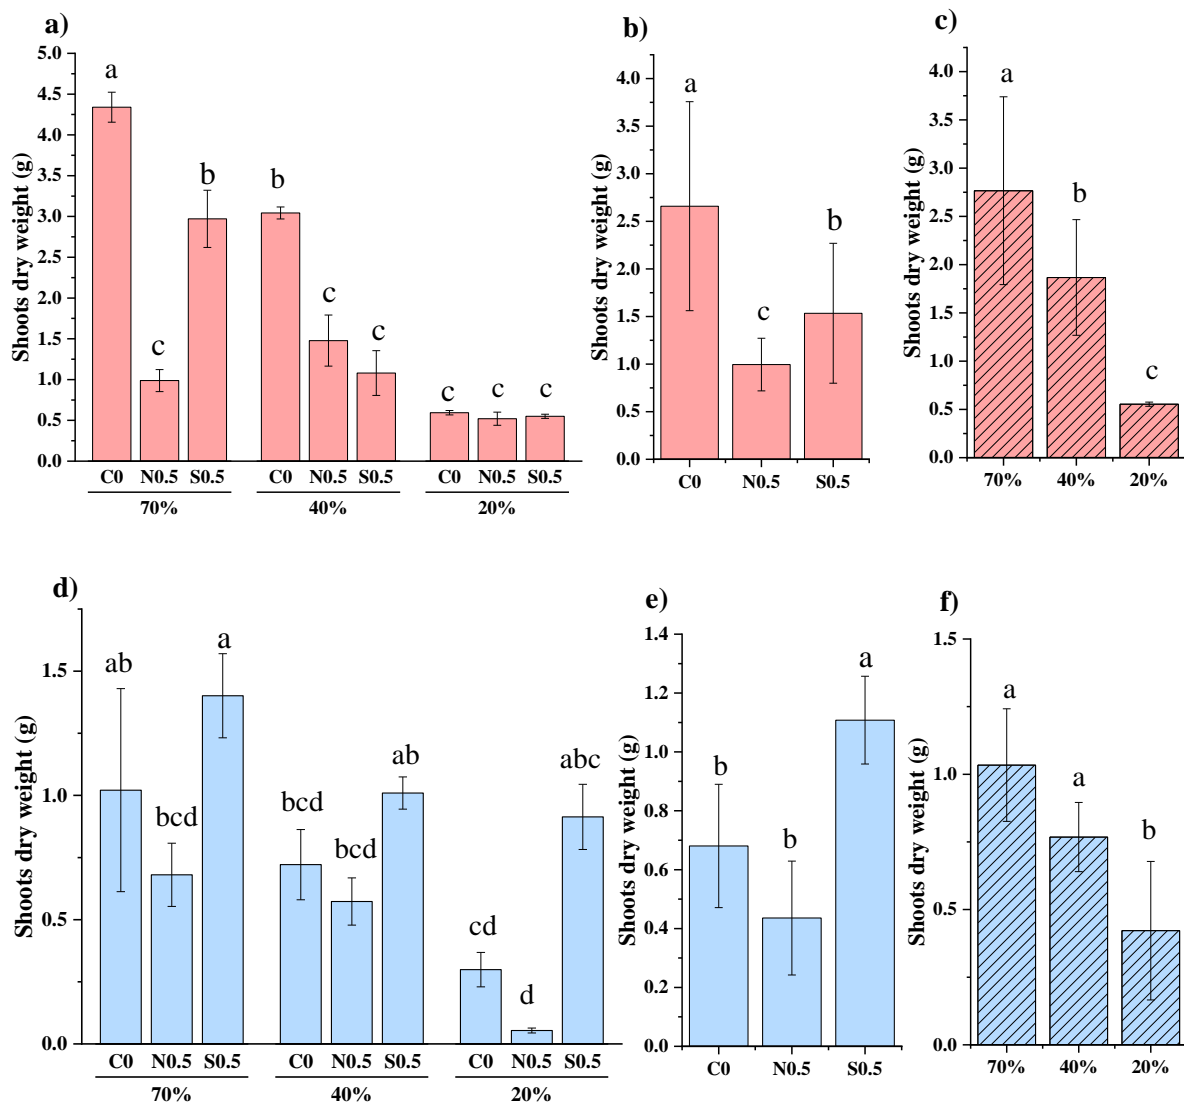 a)
Shoots dry weight (g)
5.0
4.5
4.0
3.5
3.0
2.5
2.0
1.5
1.0
0.5
0.0
a
c
b
b
c
c
c
c
c
C0 N0.5 S0.5 C0 N0.5 S0.5 C0 N0.5 S0.5
70% 40% 20%
b)
Shoots dry weight (g)
4.0
3.5
3.0
2.5
2.0
1.5
1.0
0.5
0.0
a
c
b
C0 N0.5 S0.5
c)
Shoots dry weight (g)
4.0
3.5
3.0
2.5
2.0
1.5
1.0
0.5
0.0
a
b
c
70% 40% 20%
d)
Shoots dry weight (g)
1.5
1.0
0.5
0.0
ab
bcd
a
bcd
bcd
ab
cd
d
abc
C0 N0.5 S0.5 C0 N0.5 S0.5 C0 N0.5 S0.5
70% 40% 20%
e)
Shoots dry weight (g)
1.4
1.2
1.0
0.8
0.6
0.4
0.2
0.0
b
b
a
C0 N0.5 S0.5
f)
Shoots dry weight (g)
1.5
1.0
0.5
0.0
a
a
b
70% 40% 20%